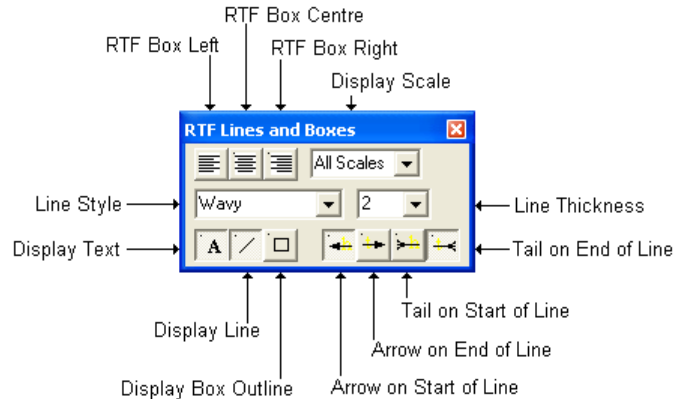 RTF Box Centre
RTF Box Left
RTF Box Right
Display Scale
RTF Lines and Boxes
All Scales
Line Style
Wavy
2
Line Thickness
Display Text
A
Tail on End of Line
Tail on Start of Line
Display Line
Arrow on End of Line
Display Box Outline
Arrow on Start of Line